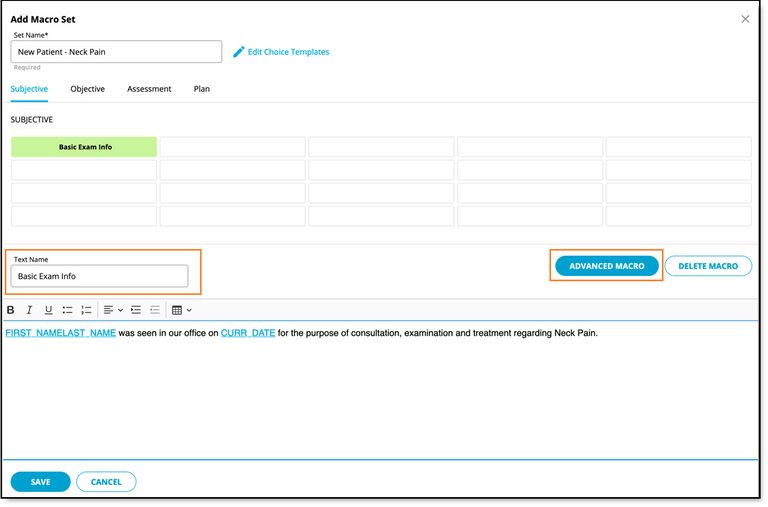 Add Macro Set
Set Name*
New Patient - Neck Pain
Edit Choice Templates
Required
Subjective Objective Assessment Plan
SUBJECTIVE
Basic Exam Info
Text Name
Basic Exam Info
ADVANCED MACRO DELETE MACRO
B I U
FIRST_NAMELAST_NAME was seen in our office on CURR_DATE for the purpose of consultation, examination and treatment regarding Neck Pain.
SAVE CANCEL